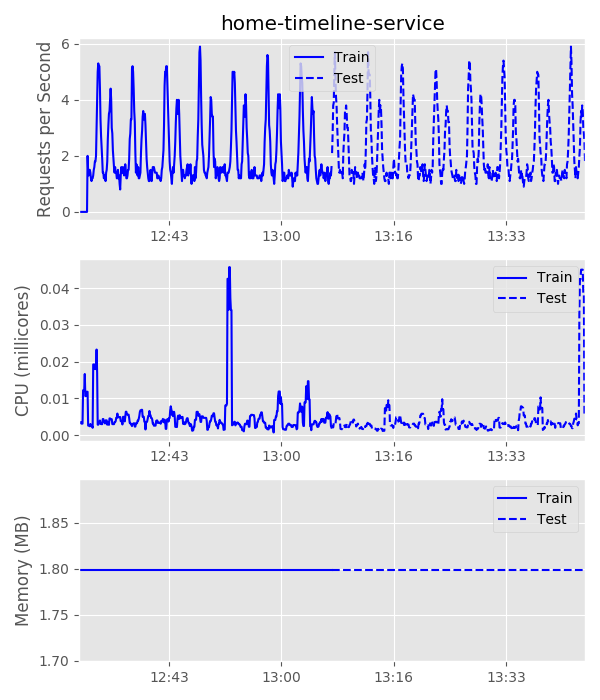 home-timeline-service
Requests per Second
6
4
2
0
Train
Test
12:43
13:00
13:16
13:33
CPU (millicores)
0.04
0.03
0.02
0.01
0.00
Train
Test
12:43
13:00
13:16
13:33
Memory (MB)
1.85
1.80
1.75
1.70
Train
Test
12:43
13:00
13:16
13:33